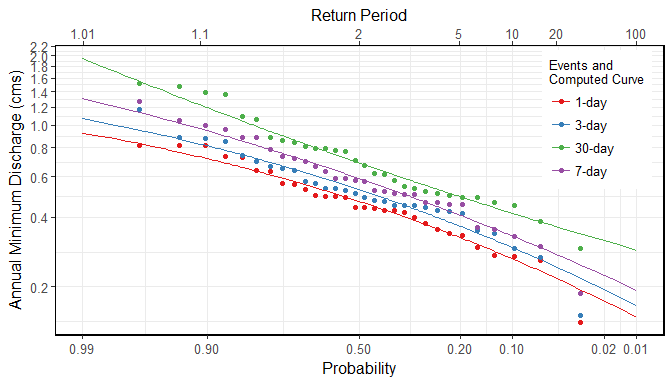 Return Period
1.01 1.1 2 5 10 20 100
Annual Minimum Discharge (cms)
2.2
2.0
1.8
1.6
1.4
1.2
1.0
0.8
0.6
0.4
0.2
Events and
Computed Curve
1-day
3-day
30-day
7-day
0.99 0.90 0.50 0.20 0.10 0.02 0.01
Probability